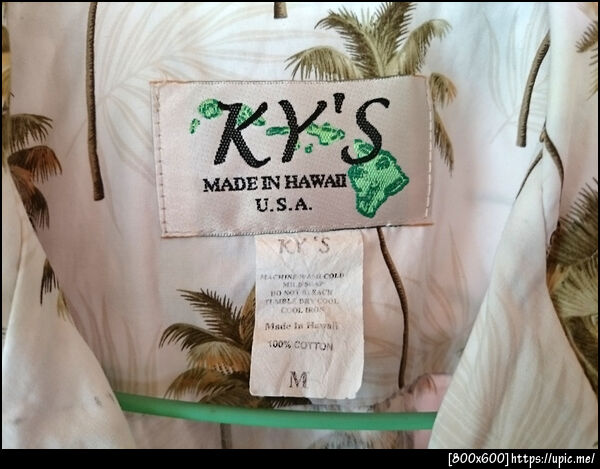 KY'S
MADE IN HAWAII
U.S.A.
KY'S
MACHINE WASH COLD
MILD SOAP
DO NOT BLEACH
TUMBLE DRY COOL
COOL IRON
Made In Hawaii
100% COTTON
M
[800x600]https://upic.me/